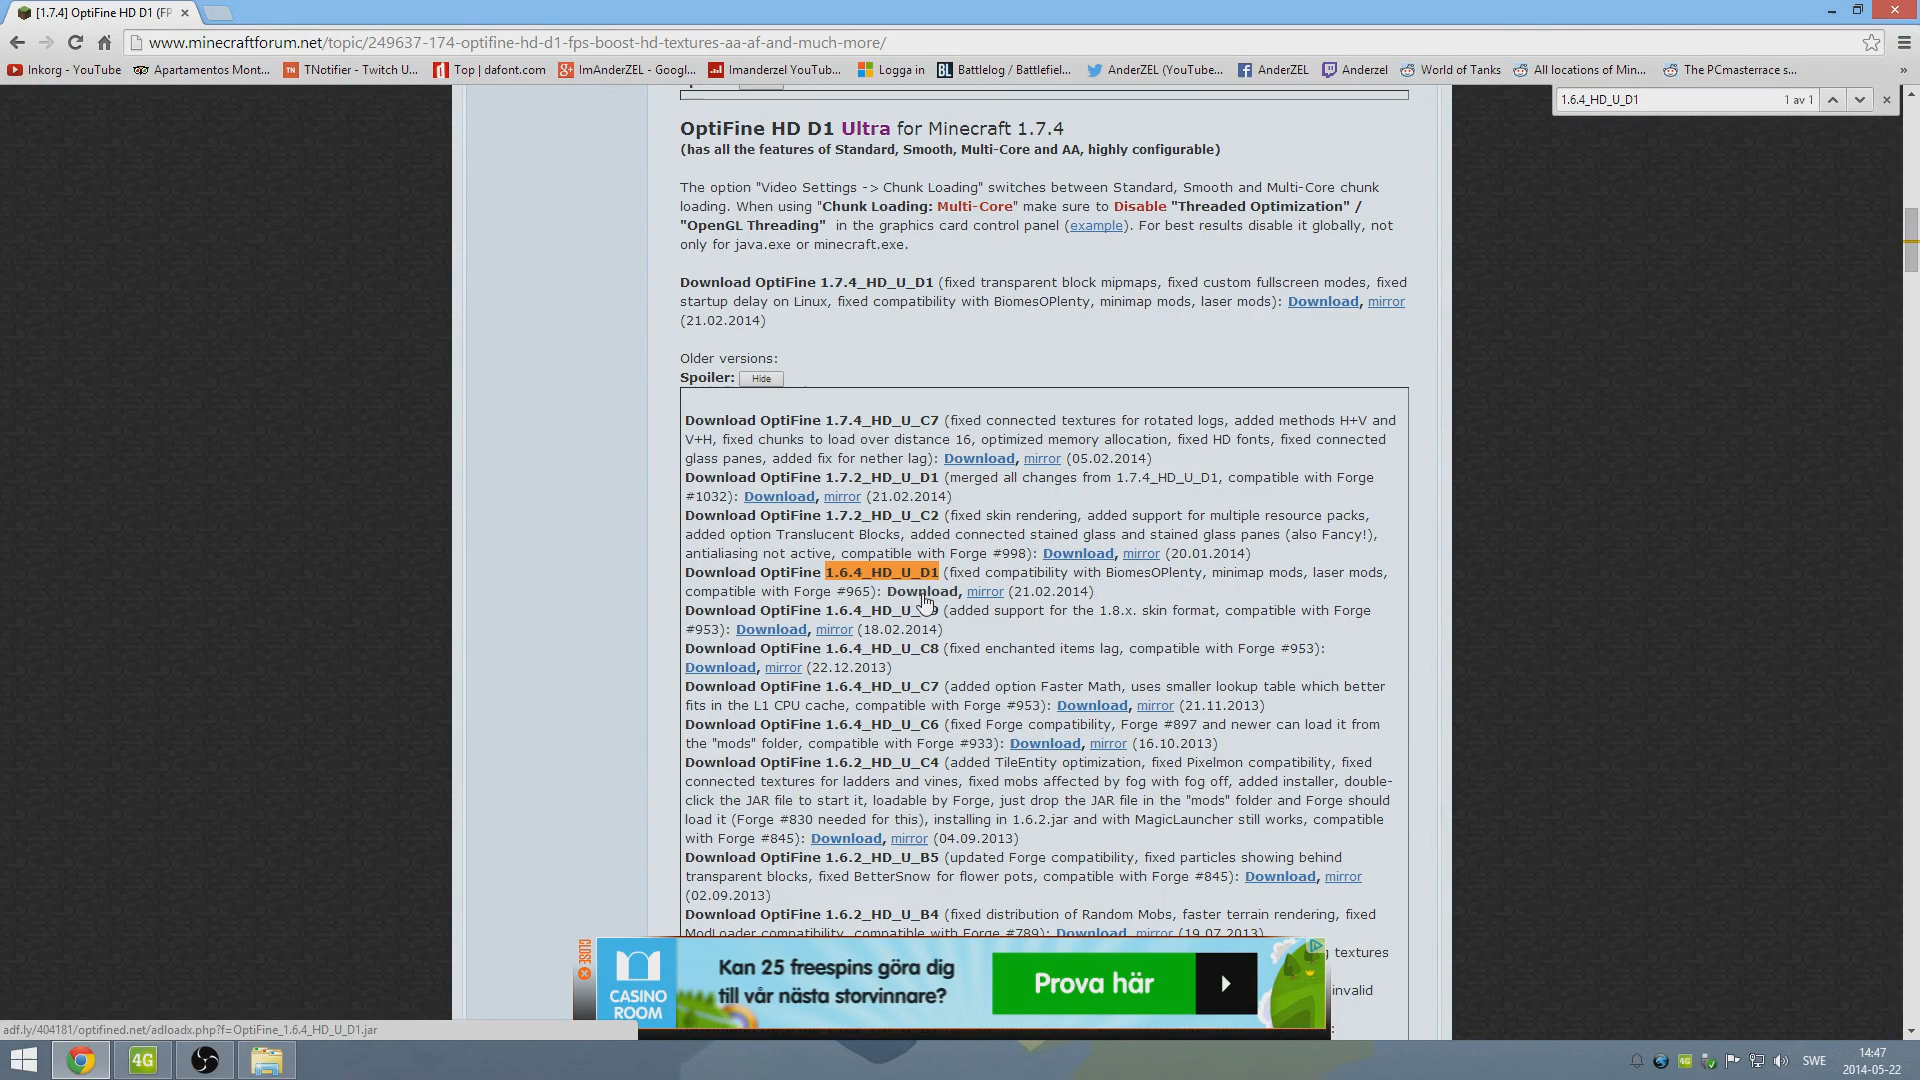 [1.7.4] OptiFine HD D1 (FP
www.minecraftforum.net/topic/249637-174-optifine-hd-d1-fps-boost-hd-textures-aa-af-and-much-more/
Inkorg - YouTube Apartamentos Mont... TNotifier - Twitch U... Top | dafont.com ImAnderZEL - Googl... Imanderzel YouTub... Logga in Battlelog / Battlefiel... AnderZEL (YouTube... AnderZEL Anderzel World of Tanks All locations of Min... The PCmasterrace s... »
1.6.4_HD_U_D1 1 av 1
OptiFine HD D1 Ultra for Minecraft 1.7.4
(has all the features of Standard, Smooth, Multi-Core and AA, highly configurable)
The option "Video Settings -> Chunk Loading" switches between Standard, Smooth and Multi-Core chunk
loading. When using "Chunk Loading: Multi-Core" make sure to Disable "Threaded Optimization" /
"OpenGL Threading" in the graphics card control panel (example). For best results disable it globally, not
only for java.exe or minecraft.exe.
Download OptiFine 1.7.4_HD_U_D1 (fixed transparent block mipmaps, fixed custom fullscreen modes, fixed
startup delay on Linux, fixed compatibility with BiomesOPlenty, minimap mods, laser mods): Download, mirror
(21.02.2014)
Older versions:
Spoiler: Hide
Download OptiFine 1.7.4_HD_U_C7 (fixed connected textures for rotated logs, added methods H+V and
V+H, fixed chunks to load over distance 16, optimized memory allocation, fixed HD fonts, fixed connected
glass panes, added fix for nether lag): Download, mirror (05.02.2014)
Download OptiFine 1.7.2_HD_U_D1 (merged all changes from 1.7.4_HD_U_D1, compatible with Forge
#1032): Download, mirror (21.02.2014)
Download OptiFine 1.7.2_HD_U_C2 (fixed skin rendering, added support for multiple resource packs,
added option Translucent Blocks, added connected stained glass and stained glass panes (also Fancy!),
antialiasing not active, compatible with Forge #998): Download, mirror (20.01.2014)
Download OptiFine 1.6.4_HD_U_D1 (fixed compatibility with BiomesOPlenty, minimap mods, laser mods,
compatible with Forge #965): Download, mirror (21.02.2014)
Download OptiFine 1.6.4_HD_U_ 9 (added support for the 1.8.x. skin format, compatible with Forge
#953): Download, mirror (18.02.2014)
Download OptiFine 1.6.4_HD_U_C8 (fixed enchanted items lag, compatible with Forge #953):
Download, mirror (22.12.2013)
Download OptiFine 1.6.4_HD_U_C7 (added option Faster Math, uses smaller lookup table which better
fits in the L1 CPU cache, compatible with Forge #953): Download, mirror (21.11.2013)
Download OptiFine 1.6.4_HD_U_C6 (fixed Forge compatibility, Forge #897 and newer can load it from
the "mods" folder, compatible with Forge #933): Download, mirror (16.10.2013)
Download OptiFine 1.6.2_HD_U_C4 (added TileEntity optimization, fixed Pixelmon compatibility, fixed
connected textures for ladders and vines, fixed mobs affected by fog with fog off, added installer, double-
click the JAR file to start it, loadable by Forge, just drop the JAR file in the "mods" folder and Forge should
load it (Forge #830 needed for this), installing in 1.6.2.jar and with MagicLauncher still works, compatible
with Forge #845): Download, mirror (04.09.2013)
Download OptiFine 1.6.2_HD_U_B5 (updated Forge compatibility, fixed particles showing behind
transparent blocks, fixed BetterSnow for flower pots, compatible with Forge #845): Download, mirror
(02.09.2013)
Download OptiFine 1.6.2_HD_U_B4 (fixed distribution of Random Mobs, faster terrain rendering, fixed
ModLoader compatibility, compatible with Forge #789): Download, mirror (19.07.2013)
textures
invalid
CLOSE
CASINO
ROOM
Kan 25 freespins göra dig
till vår nästa storvinnare?
Prova här
adf.ly/404181/optifined.net/adloadx.php?f=OptiFine_1.6.4_HD_U_D1.jar
4G
4G
SWE
14:47
2014-05-22